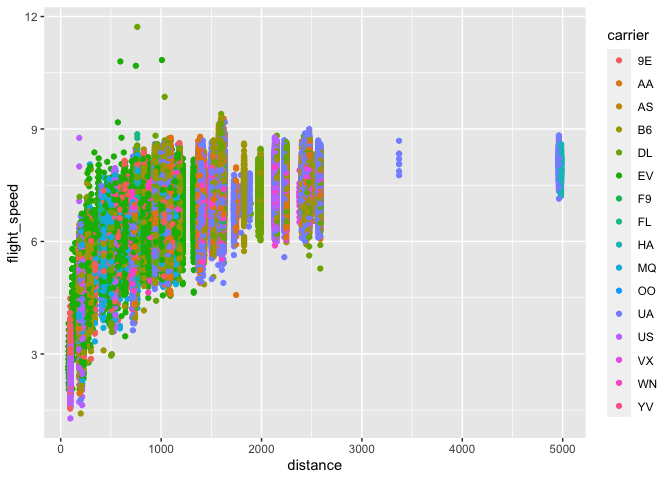 12
9
6
3
flight_speed
0
1000
2000
3000
4000
5000
distance
carrier
9E
AA
AS
B6
DL
EV
F9
FL
HA
MQ
OO
UA
US
VX
WN
YV